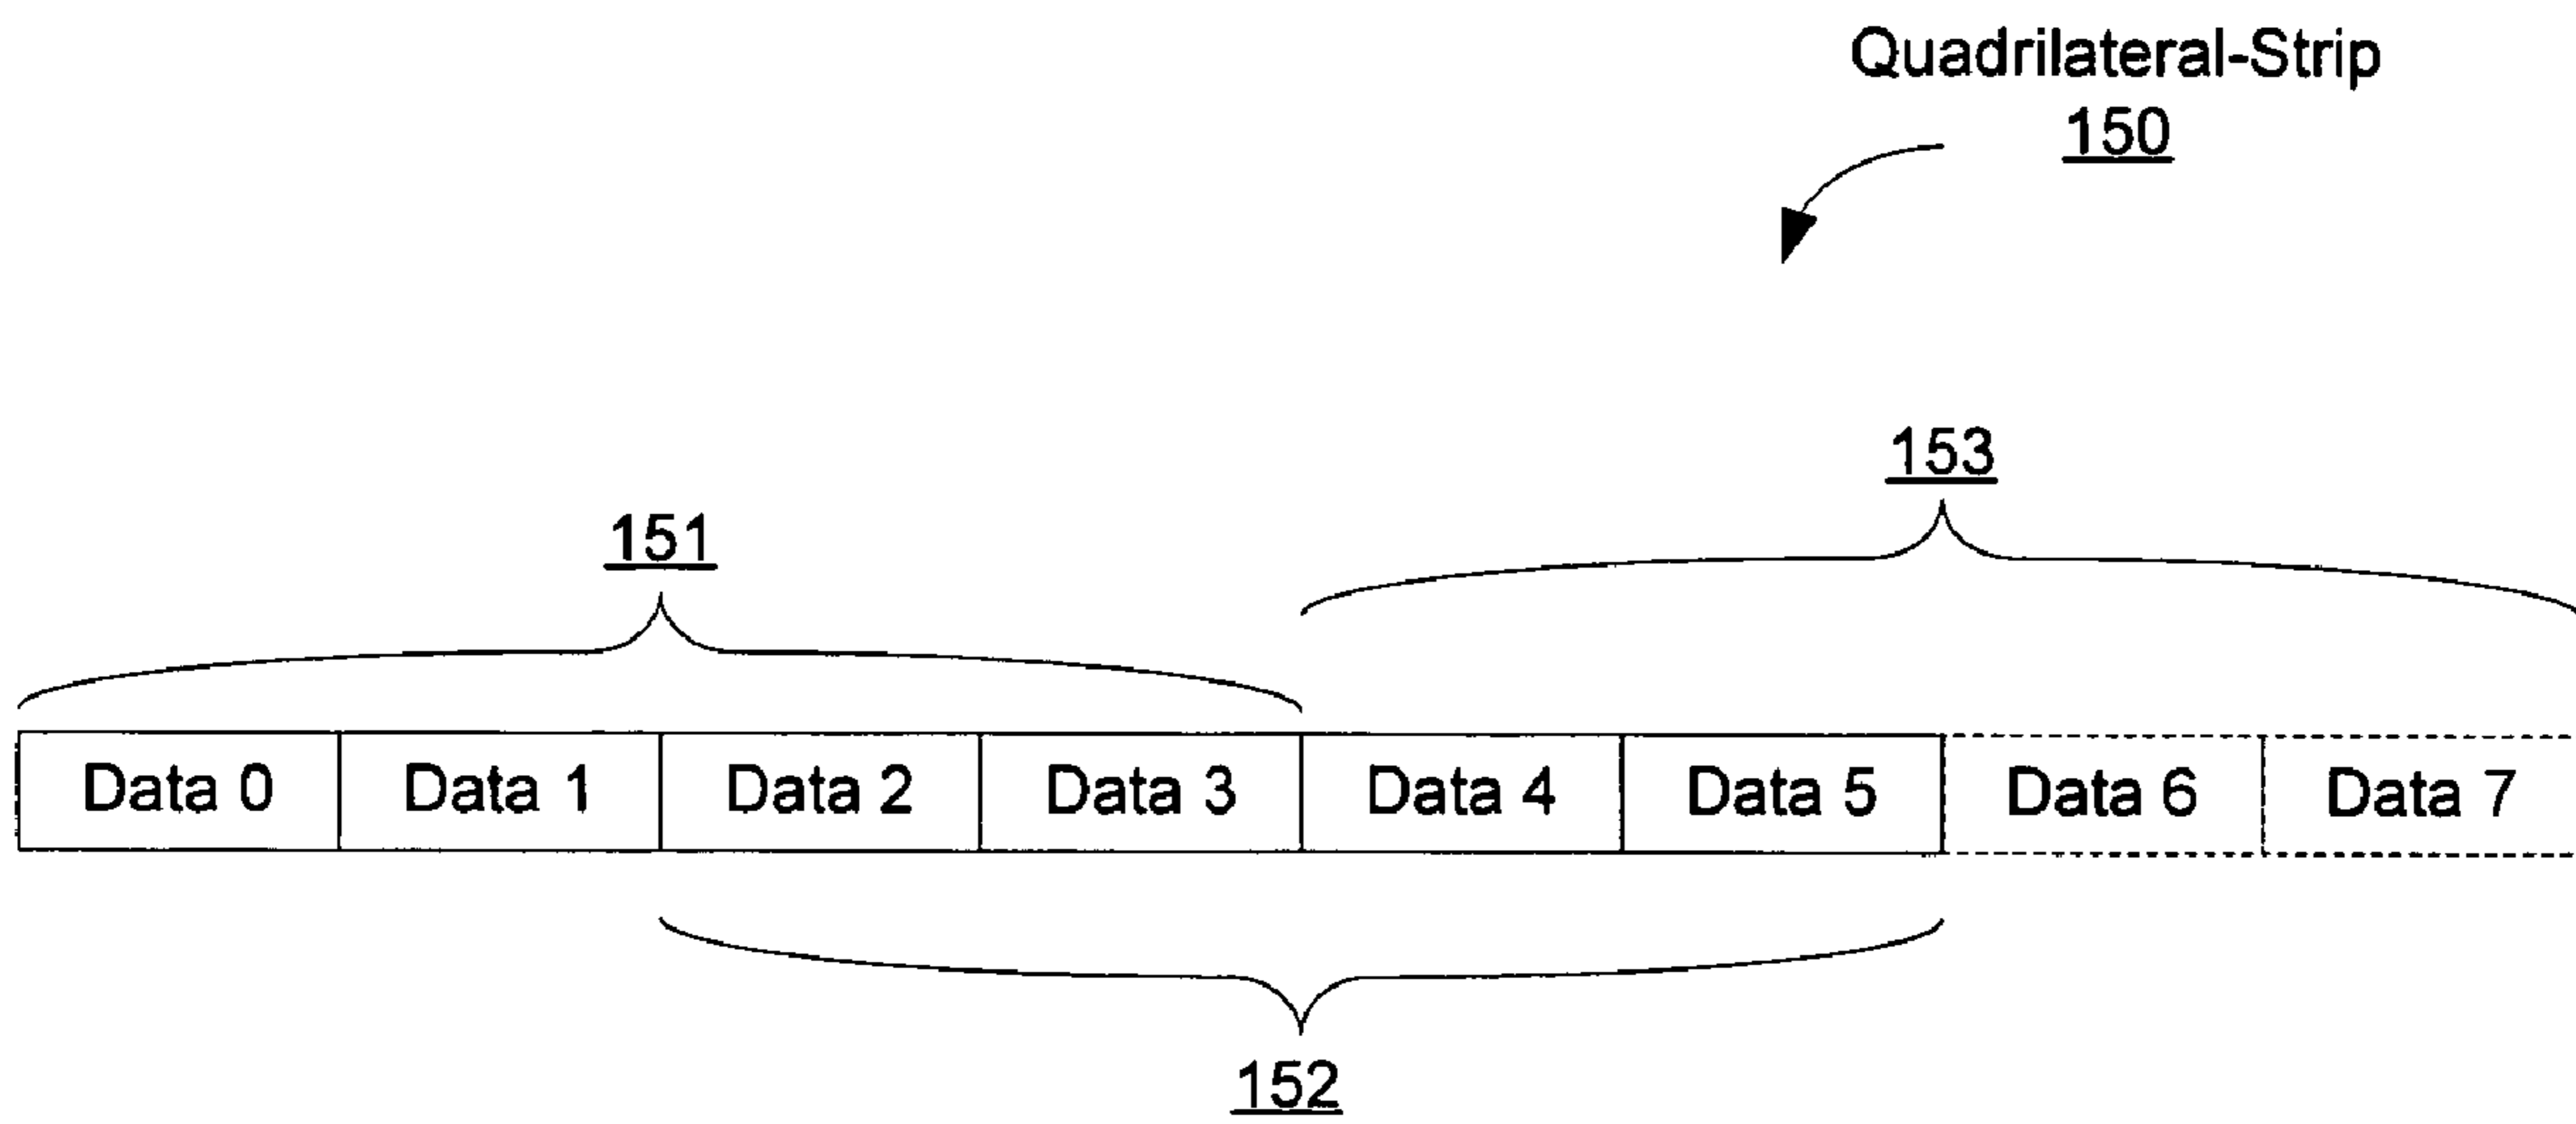 Quadrilateral-Strip
150
153
151
Data 0 Data 1 Data 2 Data 3 Data 4 Data 5 Data 6 Data 7
152